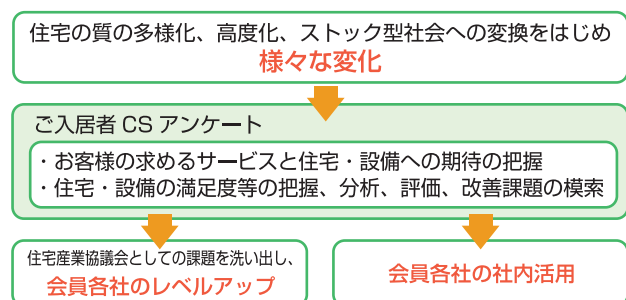 住宅の質の多様化、高度化、ストック型社会への変換をはじめ
様々な変化
ご入居者 CS アンケート
・お客様の求めるサービスと住宅・設備への期待の把握
・住宅・設備の満足度等の把握、分析、評価、改善課題の模索
住宅産業協議会としての課題を洗い出し、
会員各社のレベルアップ
会員各社の社内活用